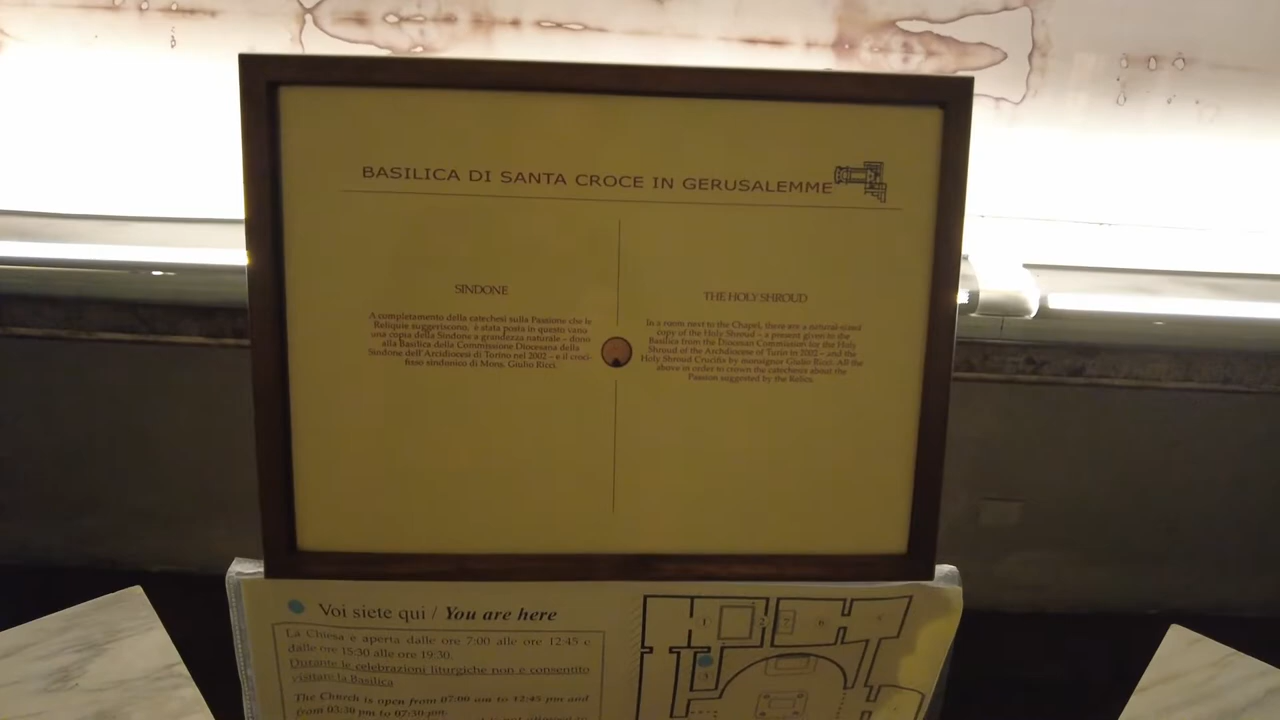 BASILICA DI SANTA CROCE IN GERUSALEMME
SINDONE
A completamento della catechesi sulla Passione che le
Reliquie suggeriscono, è stata posta in questo vano
una copia della Sindone a grandezza naturale – dono
alla Basilica della Commissione Diocesana della
Sindone dell'Arcidiocesi di Torino nel 2002 – e il croci-
fisso sindonico di Mons. Giulio Ricci.
THE HOLY SHROUD
In a room next to the Chapel, there are a natural-sized
copy of the Holy Shroud – a present given to the
Basilica from the Diocesan Commission for the Holy
Shroud of the Archdiocese of Turin in 2002 – and the
Holy Shroud Crucifix by monsignor Giulio Ricci. All the
above in order to crown the catechesis about the
Passion suggested by the Relics.
Voi siete qui / You are here
La Chiesa è aperta dalle ore 7:00 alle ore 12:45 e
dalle ore 15:30 alle ore 19:30.
Durante le celebrazioni liturgiche non è consentito
visitare la Basilica
The Church is open from 07:00 am to 12:45 pm and
from 03:30 pm to 07:30 pm.
1
2
7
6
3